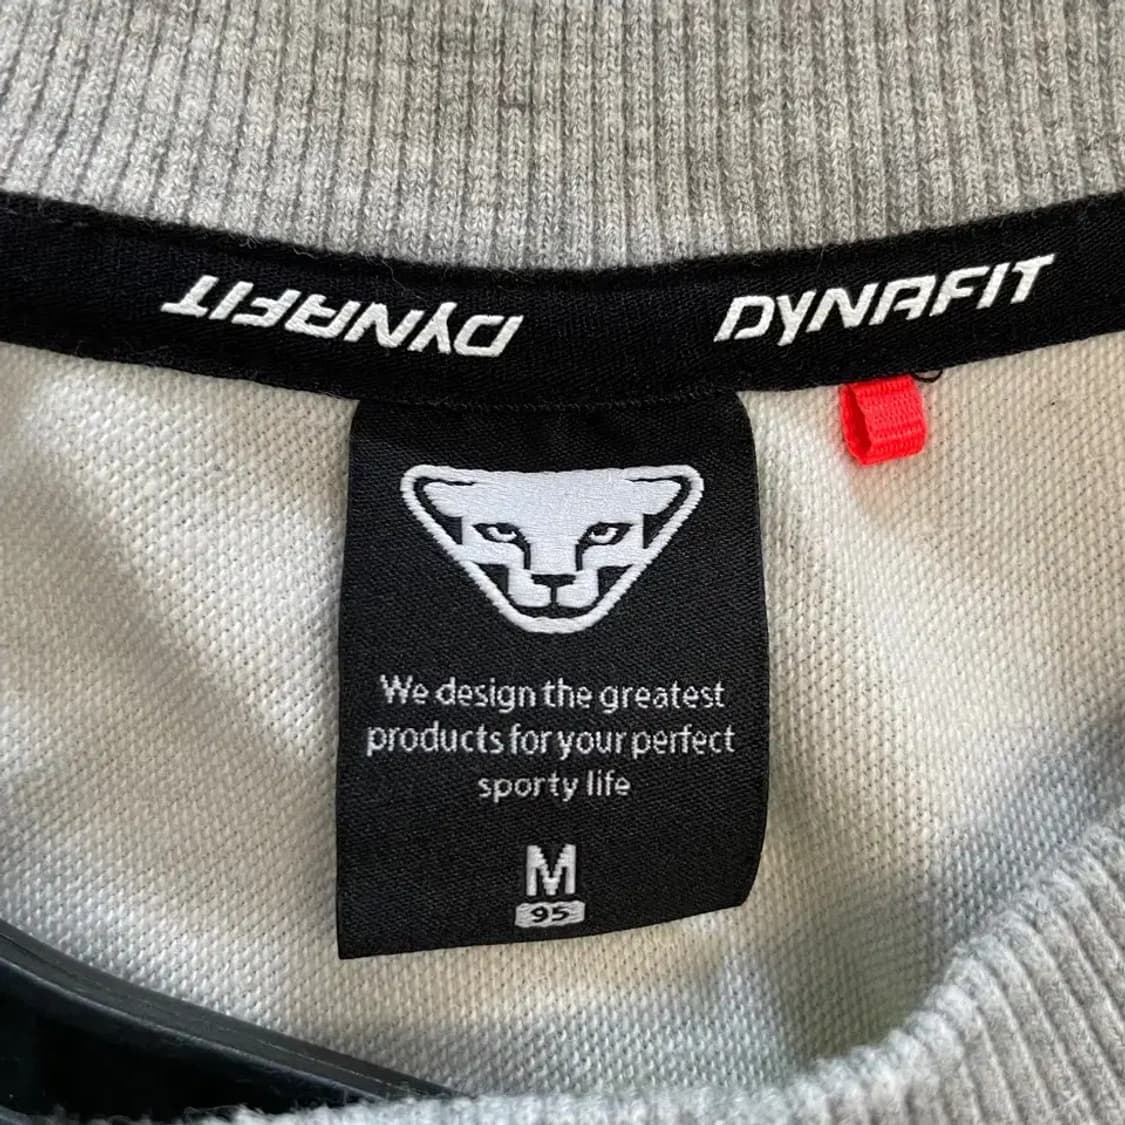 DYNAFIT
DYNAFIT
We design the greatest
products for your perfect
sporty life
M
95